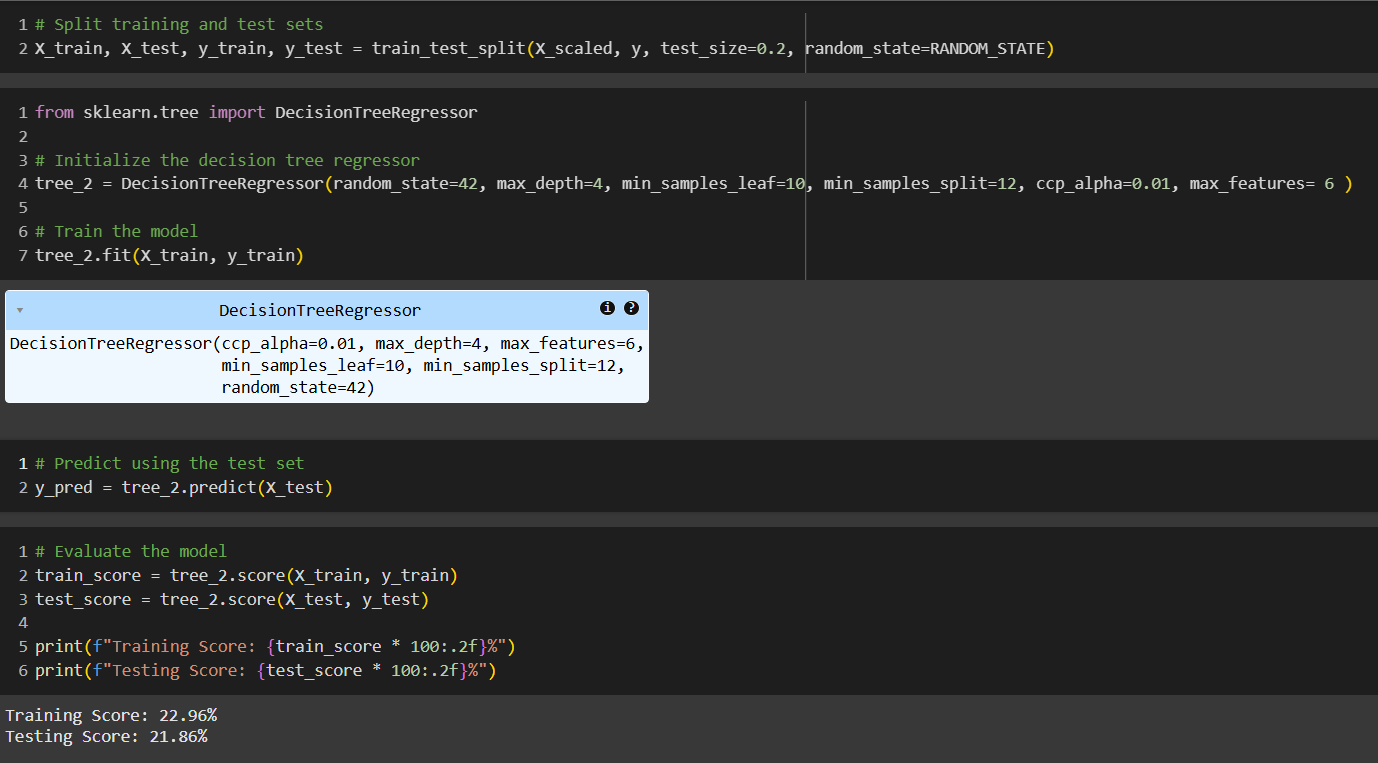 1 # Split training and test sets
2 X_train, X_test, y_train, y_test = train_test_split(X_scaled, y, test_size=0.2, random_state=RANDOM_STATE)
1 from sklearn.tree import DecisionTreeRegressor
2
3 # Initialize the decision tree regressor
4 tree_2 = DecisionTreeRegressor(random_state=42, max_depth=4, min_samples_leaf=10, min_samples_split=12, ccp_alpha=0.01, max_features= 6 )
5
6 # Train the model
7 tree_2.fit(X_train, y_train)
DecisionTreeRegressor i ?
DecisionTreeRegressor(ccp_alpha=0.01, max_depth=4, max_features=6,
min_samples_leaf=10, min_samples_split=12,
random_state=42)
1 # Predict using the test set
2 y_pred = tree_2.predict(X_test)
1 # Evaluate the model
2 train_score = tree_2.score(X_train, y_train)
3 test_score = tree_2.score(X_test, y_test)
4
5 print(f"Training Score: {train_score * 100:.2f}%")
6 print(f"Testing Score: {test_score * 100:.2f}%")
Training Score: 22.96%
Testing Score: 21.86%